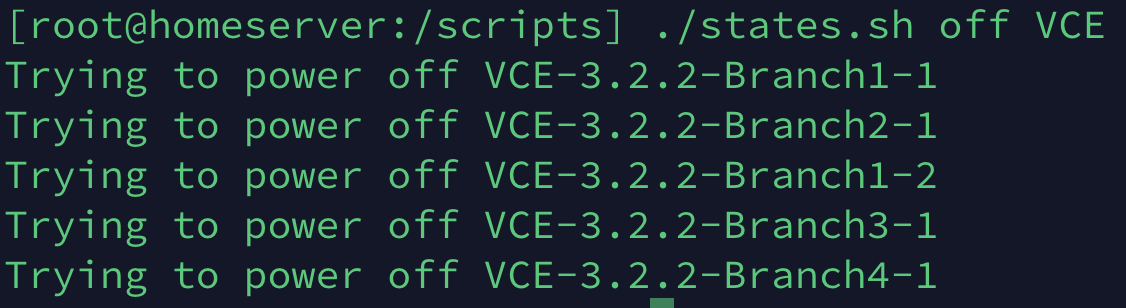 [root@homeserver:/scripts] ./states.sh off VCE
Trying to power off VCE-3.2.2-Branch1-1
Trying to power off VCE-3.2.2-Branch2-1
Trying to power off VCE-3.2.2-Branch1-2
Trying to power off VCE-3.2.2-Branch3-1
Trying to power off VCE-3.2.2-Branch4-1